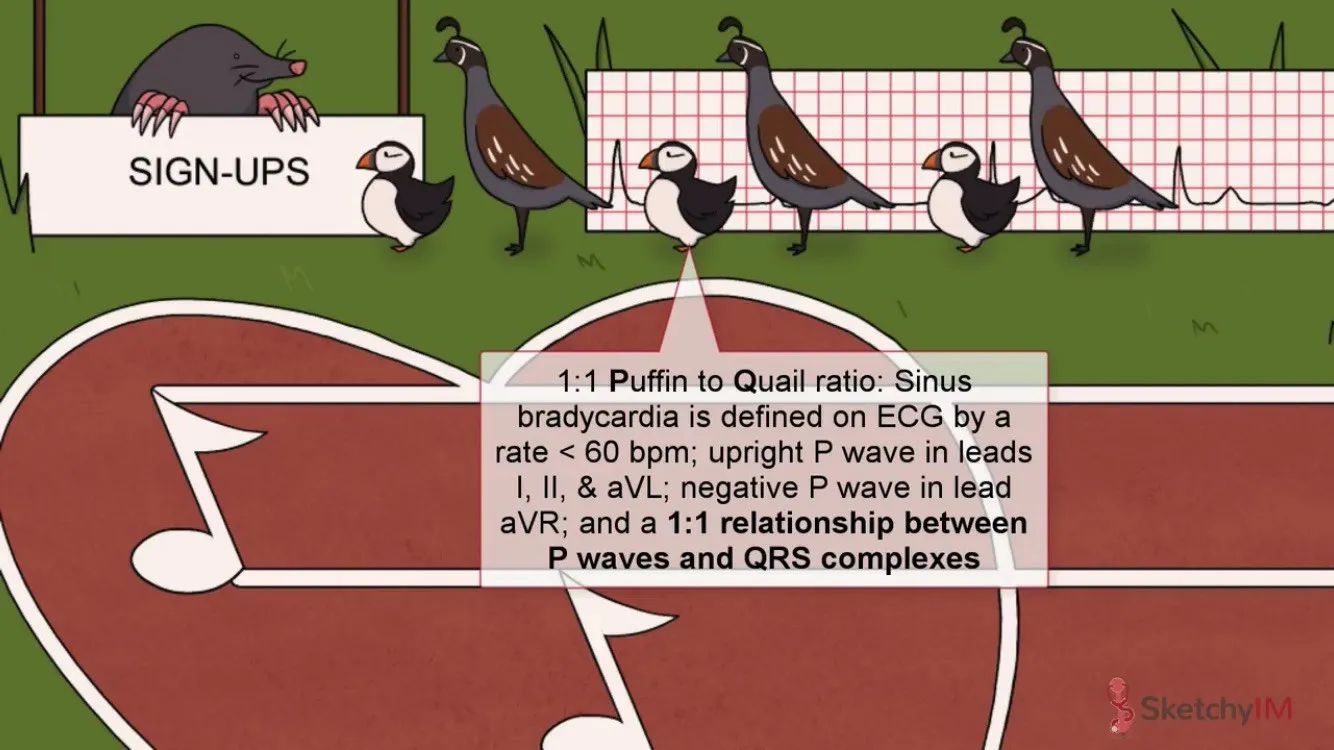 SIGN-UPS
1:1 Puffin to Quail ratio: Sinus
bradycardia is defined on ECG by a
rate < 60 bpm; upright P wave in leads
I, II, & aVL; negative P wave in lead
aVR; and a 1:1 relationship between
P waves and QRS complexes
SketchyIM